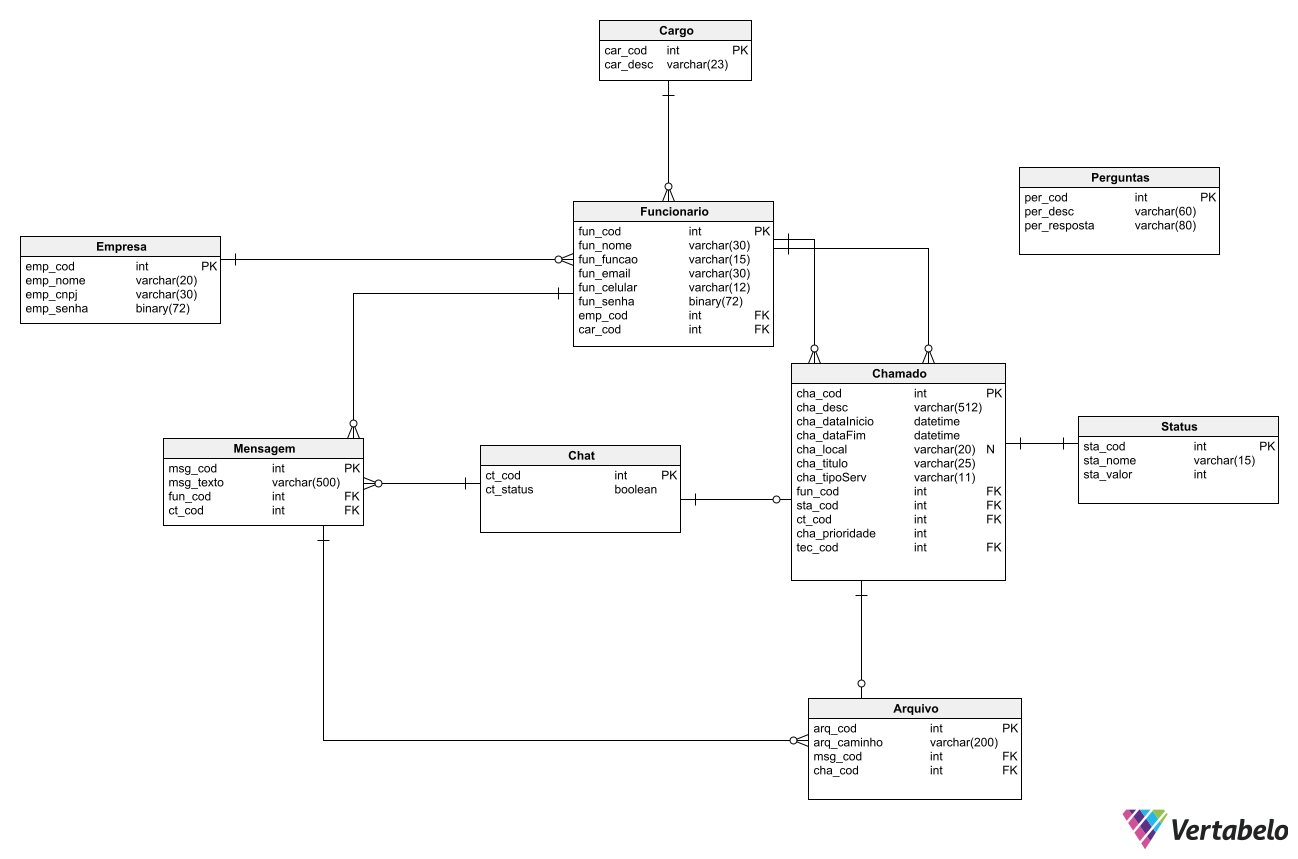 Cargo
car_cod int PK
car_desc varchar(23)
Perguntas
per_cod int PK
per_desc varchar(60)
per_resposta varchar(80)
Funcionario
fun_cod int PK
fun_nome varchar(30)
fun_funcao varchar(15)
fun_email varchar(30)
fun_celular varchar(12)
fun_senha binary(72)
emp_cod int FK
car_cod int FK
Empresa
emp_cod int PK
emp_nome varchar(20)
emp_cnpj varchar(30)
emp_senha binary(72)
Chamado
cha_cod int PK
cha_desc varchar(512)
cha_dataInicio datetime
cha_dataFim datetime
cha_local varchar(20) N
cha_titulo varchar(25)
cha_tipoServ varchar(11)
fun_cod int FK
sta_cod int FK
ct_cod int FK
cha_prioridade int
tec_cod int FK
Status
sta_cod int PK
sta_nome varchar(15)
sta_valor int
Mensagem
msg_cod int PK
msg_texto varchar(500)
fun_cod int FK
ct_cod int FK
Chat
ct_cod int PK
ct_status boolean
Arquivo
arq_cod int PK
arq_caminho varchar(200)
msg_cod int FK
cha_cod int FK
Vertabelo